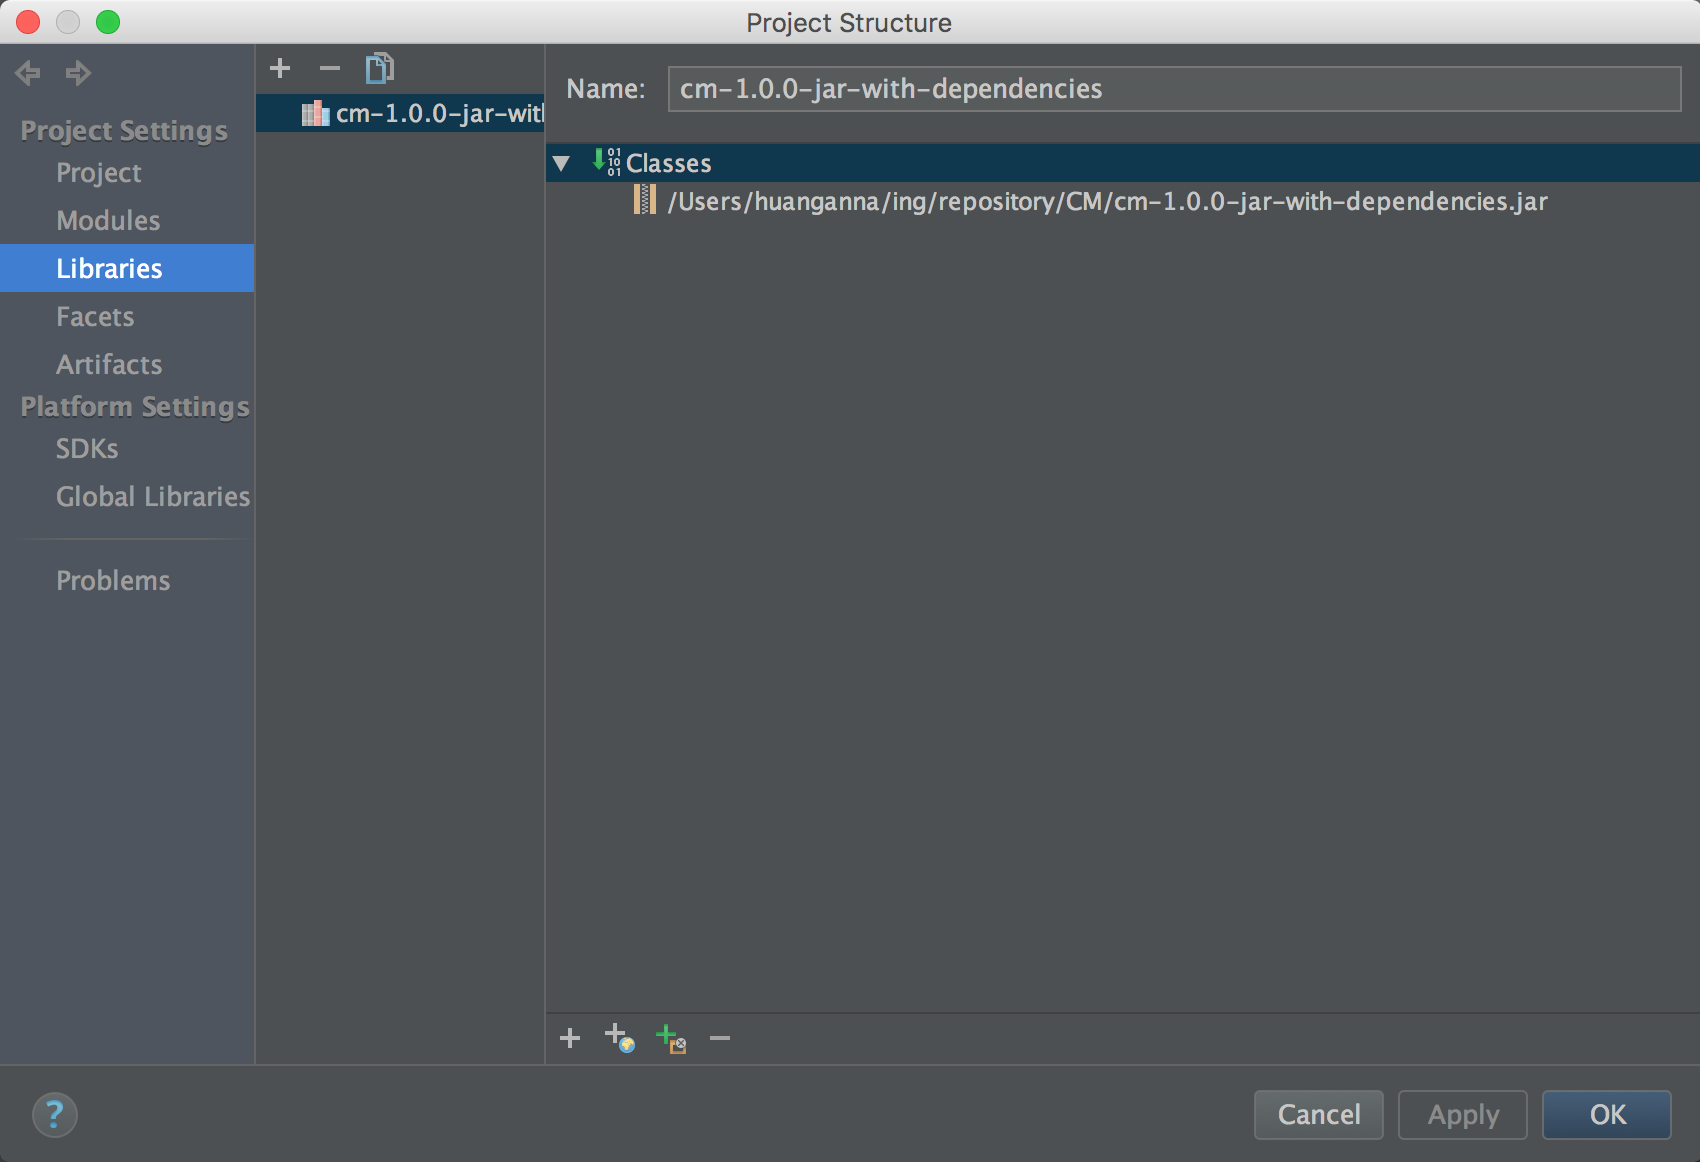 Project Structure
Project Settings
Project
Modules
Libraries
Facets
Artifacts
Platform Settings
SDKs
Global Libraries
Problems
cm-1.0.0-jar-with
Name: cm-1.0.0-jar-with-dependencies
Classes
/Users/huanganna/ing/repository/CM/cm-1.0.0-jar-with-dependencies.jar
? Cancel Apply OK